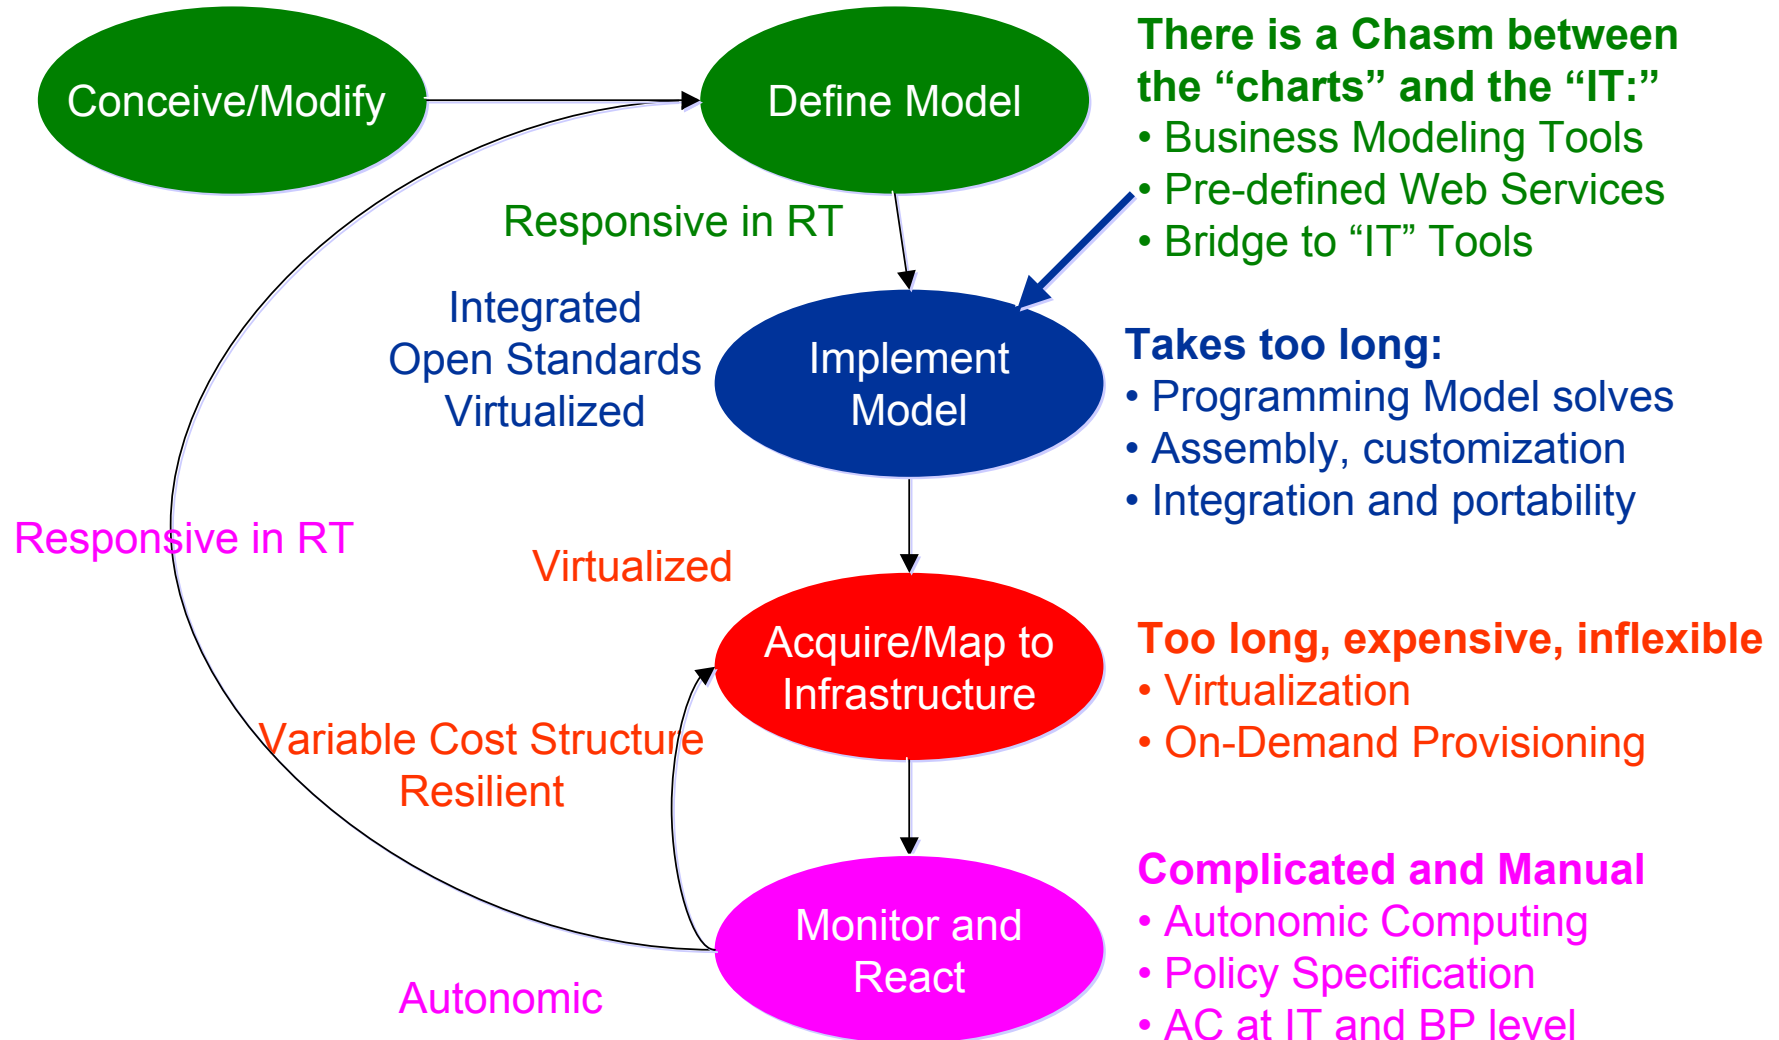 Conceive/Modify
Define Model
There is a Chasm between
the “charts” and the “IT:”
• Business Modeling Tools
• Pre-defined Web Services
• Bridge to “IT” Tools
Responsive in RT
Integrated
Open Standards
Virtualized
Implement
Model
Takes too long:
• Programming Model solves
• Assembly, customization
• Integration and portability
Responsive in RT
Virtualized
Acquire/Map to
Infrastructure
Too long, expensive, inflexible
• Virtualization
• On-Demand Provisioning
Variable Cost Structure
Resilient
Monitor and
React
Complicated and Manual
• Autonomic Computing
• Policy Specification
• AC at IT and BP level
Autonomic